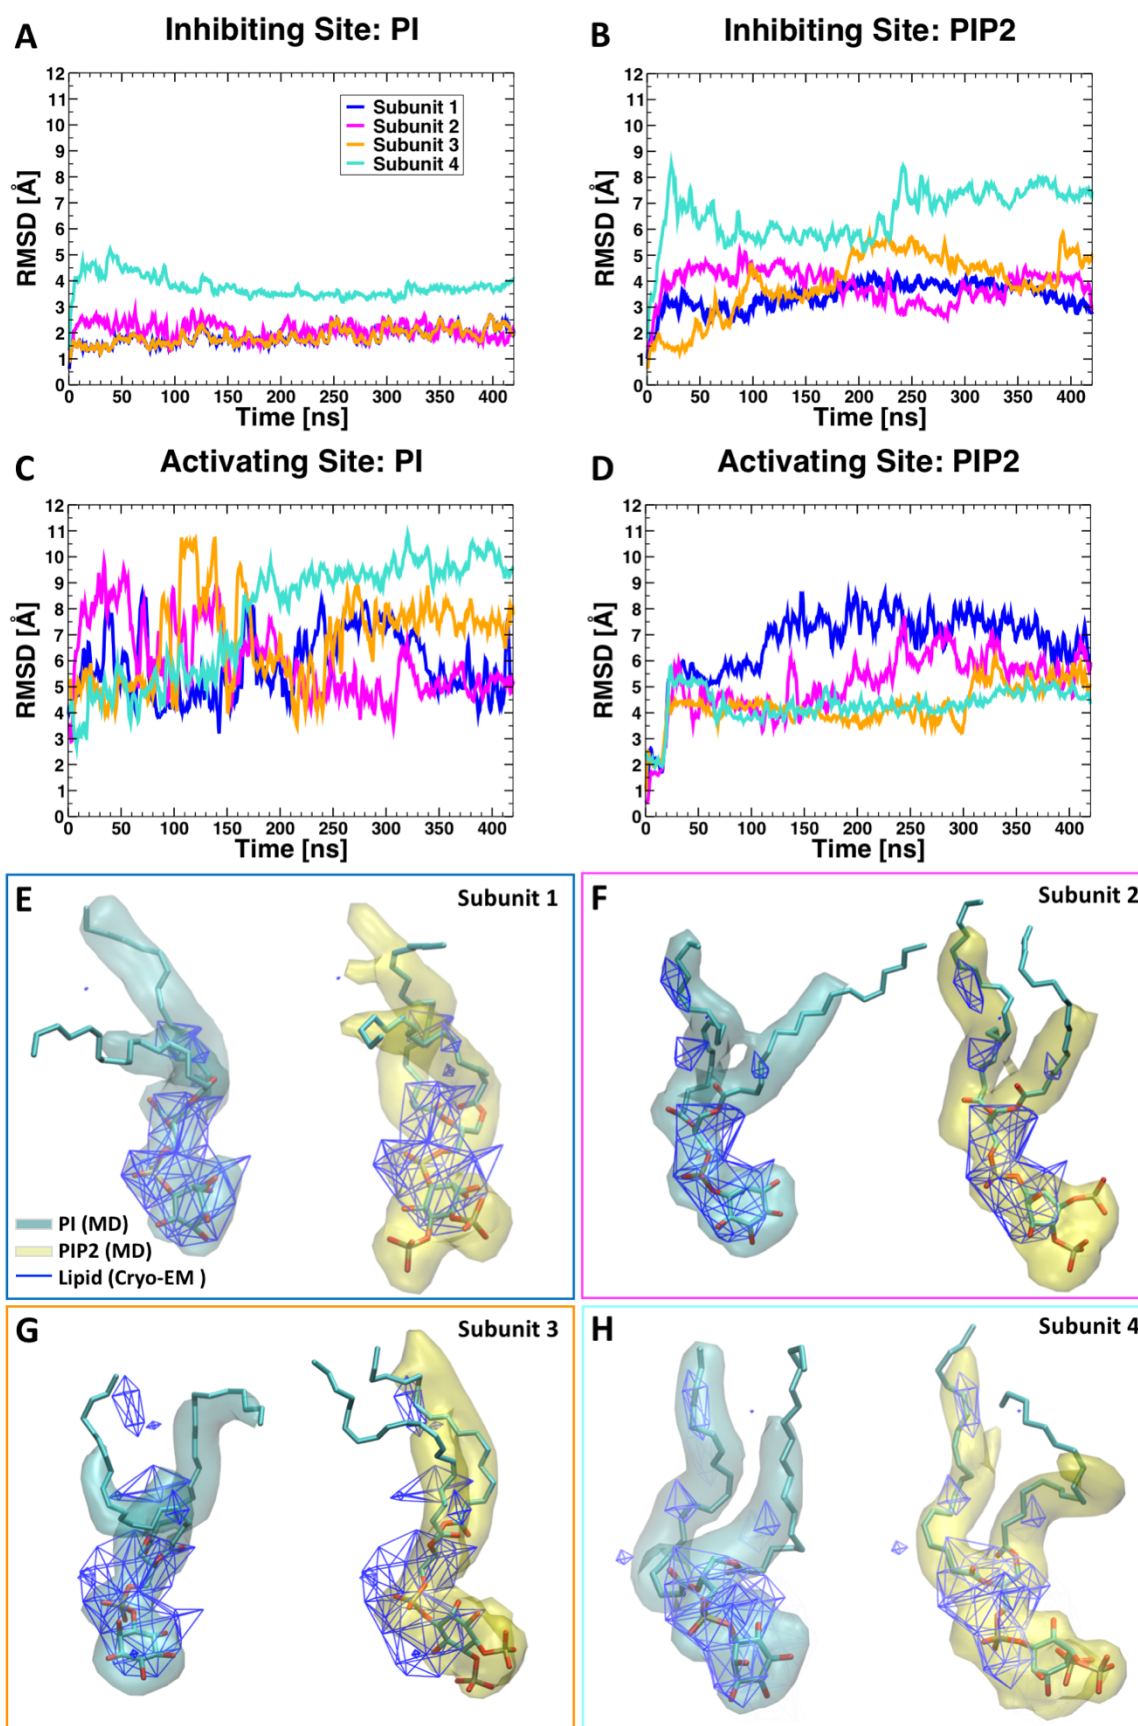 A Inhibiting Site: PI
12
11
10
9
8
7
6
5
4
3
2
1
0
RMSD [Å]
Subunit 1
Subunit 2
Subunit 3
Subunit 4
0 50 100 150 200 250 300 350 400
Time [ns]
B Inhibiting Site: PIP2
12
11
10
9
8
7
6
5
4
3
2
1
0
RMSD [Å]
0 50 100 150 200 250 300 350 400
Time [ns]
C Activating Site: PI
12
11
10
9
8
7
6
5
4
3
2
1
0
RMSD [Å]
0 50 100 150 200 250 300 350 400
Time [ns]
D Activating Site: PIP2
12
11
10
9
8
7
6
5
4
3
2
1
0
RMSD [Å]
0 50 100 150 200 250 300 350 400
Time [ns]
E Subunit 1
PI (MD)
PIP2 (MD)
Lipid (Cryo-EM )
F Subunit 2
G Subunit 3
H Subunit 4